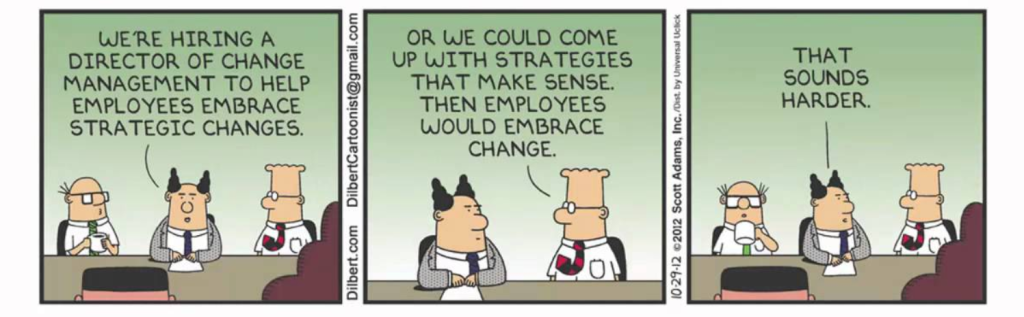 WE'RE HIRING A
DIRECTOR OF CHANGE
MANAGEMENT TO HELP
EMPLOYEES EMBRACE
STRATEGIC CHANGES.
Dilbert.com DilbertCartoonist@gmail.com
OR WE COULD COME
UP WITH STRATEGIES
THAT MAKE SENSE.
THEN EMPLOYEES
WOULD EMBRACE
CHANGE.
10-29-12 ©2012 Scott Adams, Inc./Dist. by Universal Uclick
THAT
SOUNDS
HARDER.